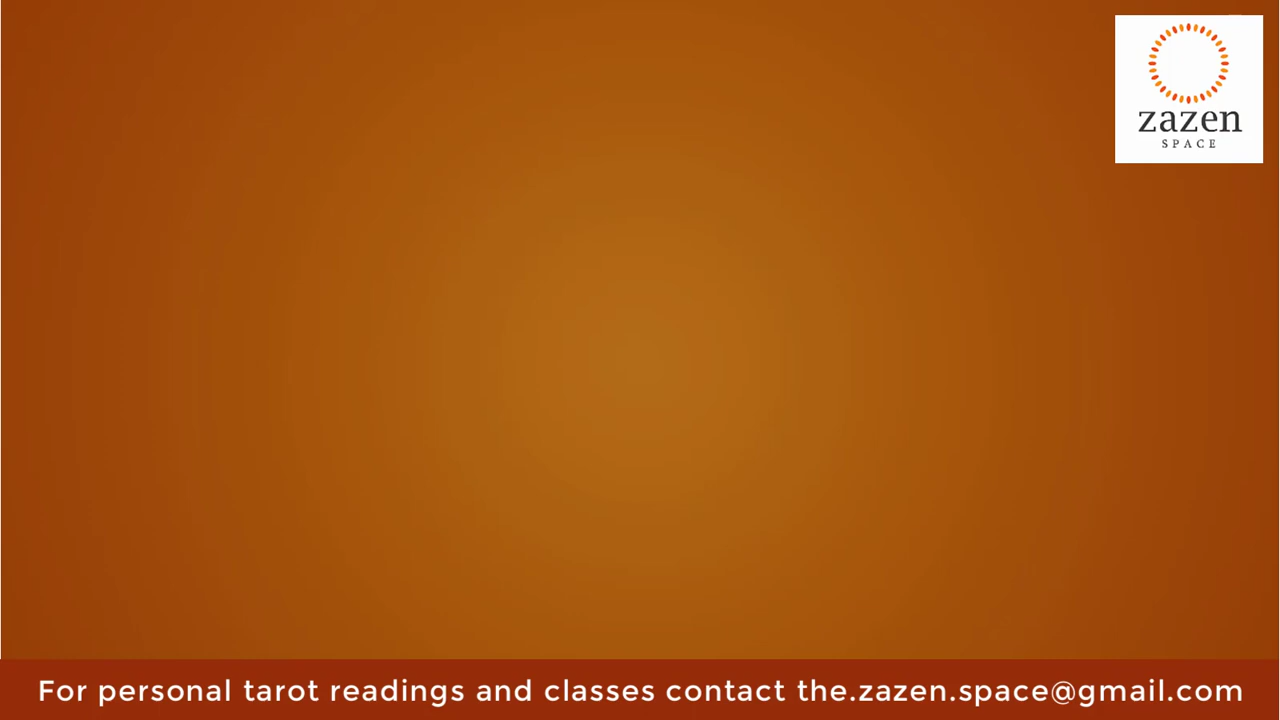 zazen
SPACE
For personal tarot readings and classes contact the.zazen.space@gmail.com